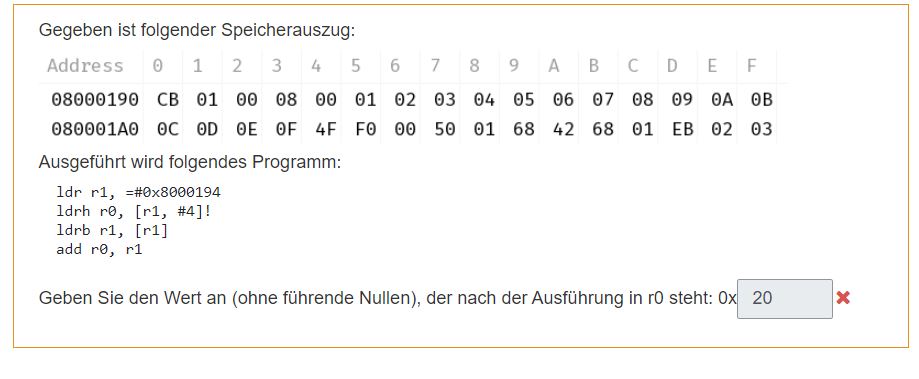 Gegeben ist folgender Speicherauszug:
Address 0 1 2 3 4 5 6 7 8 9 A B C D E F
08000190 CB 01 00 08 00 01 02 03 04 05 06 07 08 09 0A 0B
080001A0 0C 0D 0E 0F 4F F0 00 50 01 68 42 68 01 EB 02 03
Ausgeführt wird folgendes Programm:
ldr r1, =#0x8000194
ldrh r0, [r1, #4]!
ldrb r1, [r1]
add r0, r1
Geben Sie den Wert an (ohne führende Nullen), der nach der Ausführung in r0 steht: 0x 20